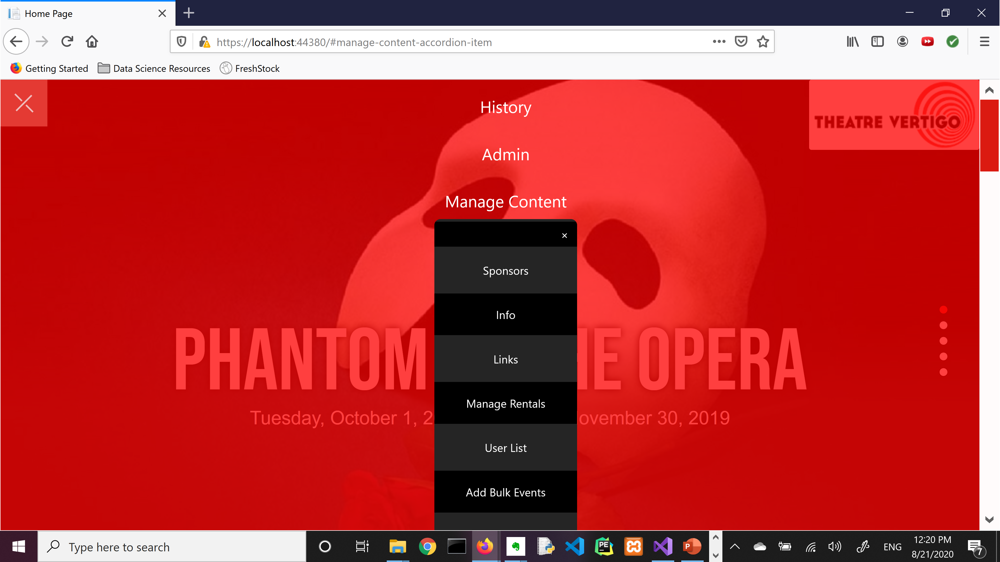 Home Page
https://localhost:44380/#manage-content-accordion-item
Getting Started
Data Science Resources
FreshStock
THEATRE VERTIGO
History
Admin
Manage Content
×
Sponsors
Info
Links
Manage Rentals
User List
Add Bulk Events
PHANTOM HE OPERA
Tuesday, October 1, 2 ovember 30, 2019
Type here to search
PE
P
ENG
12:20 PM
8/21/2020
7